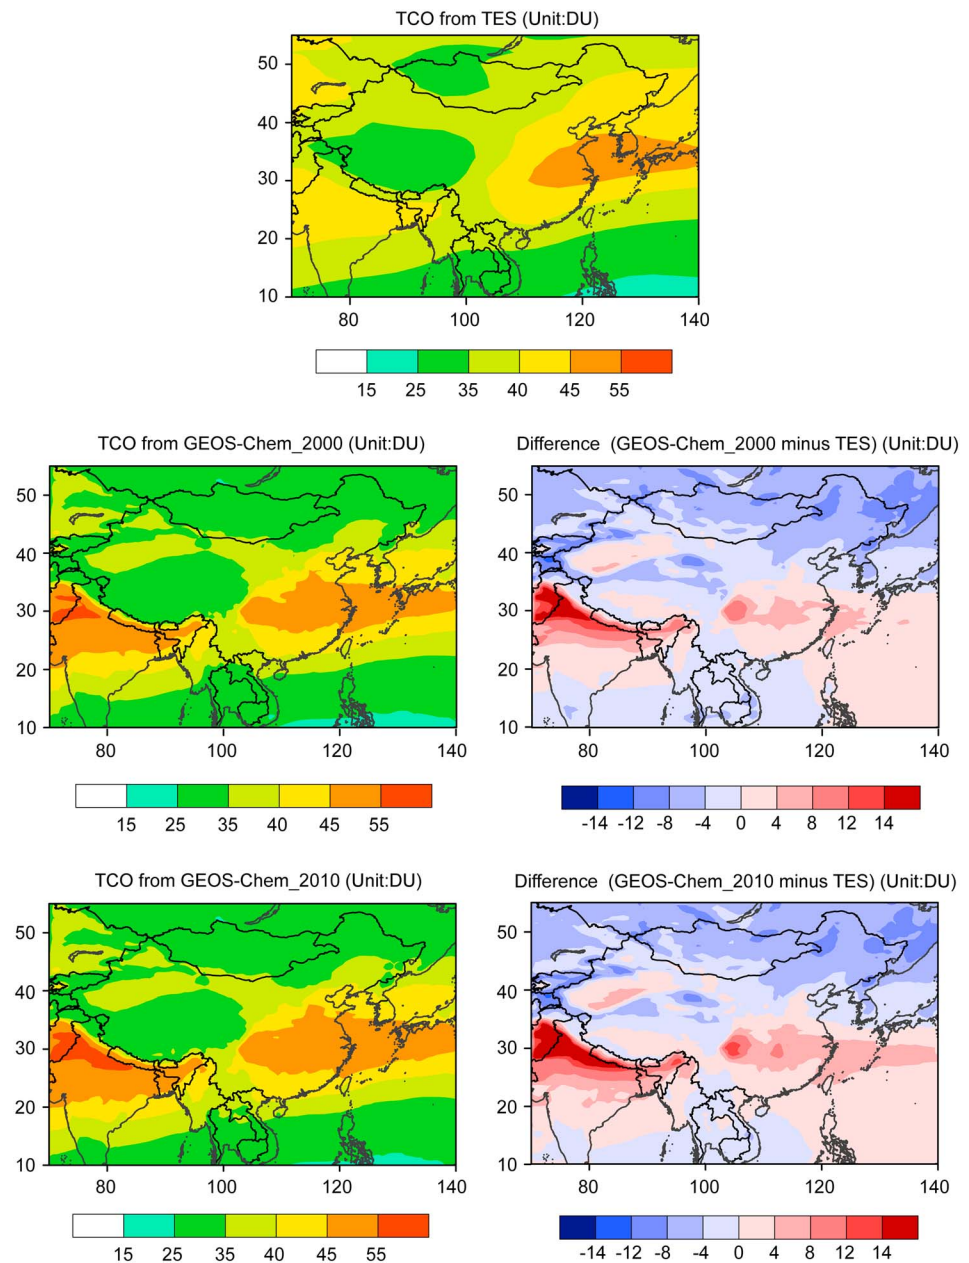 TCO from TES (Unit:DU)
50
40
30
20
10
80 100 120 140
15 25 35 40 45 55
TCO from GEOS-Chem_2000 (Unit:DU)
50
40
30
20
10
80 100 120 140
15 25 35 40 45 55
Difference (GEOS-Chem_2000 minus TES) (Unit:DU)
50
40
30
20
10
80 100 120 140
-14 -12 -8 -4 0 4 8 12 14
TCO from GEOS-Chem_2010 (Unit:DU)
50
40
30
20
10
80 100 120 140
15 25 35 40 45 55
Difference (GEOS-Chem_2010 minus TES) (Unit:DU)
50
40
30
20
10
80 100 120 140
-14 -12 -8 -4 0 4 8 12 14